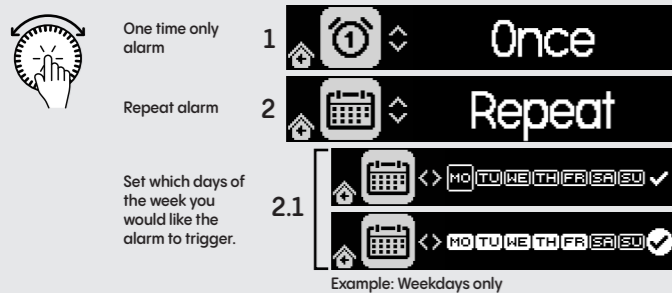 One time only
alarm
1
1
Once
Repeat alarm
2
Repeat
Set which days of
the week you
would like the
alarm to trigger.
2.1
MO TU WE TH FR SA SU
MO TU WE TH FR SA SU
Example: Weekdays only